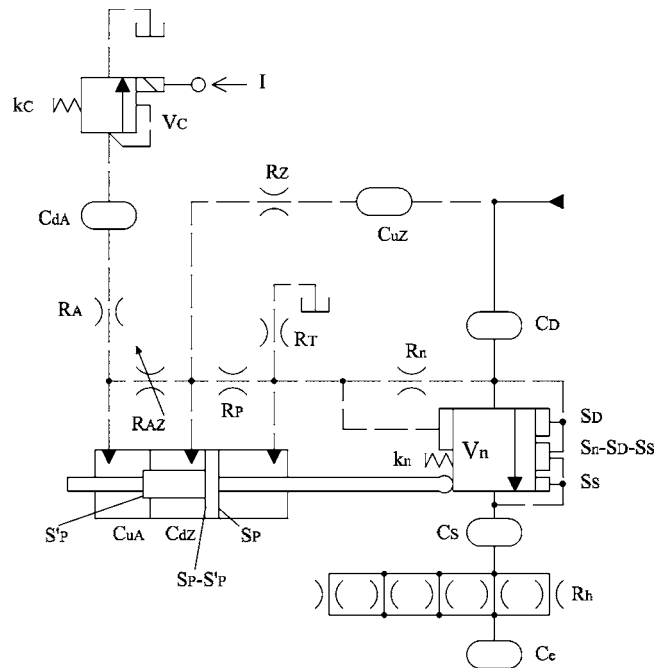 kC
I
VC
RZ
CdA
CuZ
RA
RT
CD
Rn
RAZ
RP
SD
Vn
kn
Sn-SD-SS
SS
S'P
CuA
CdZ
SP
CS
SP-S'P
Rh
Ce